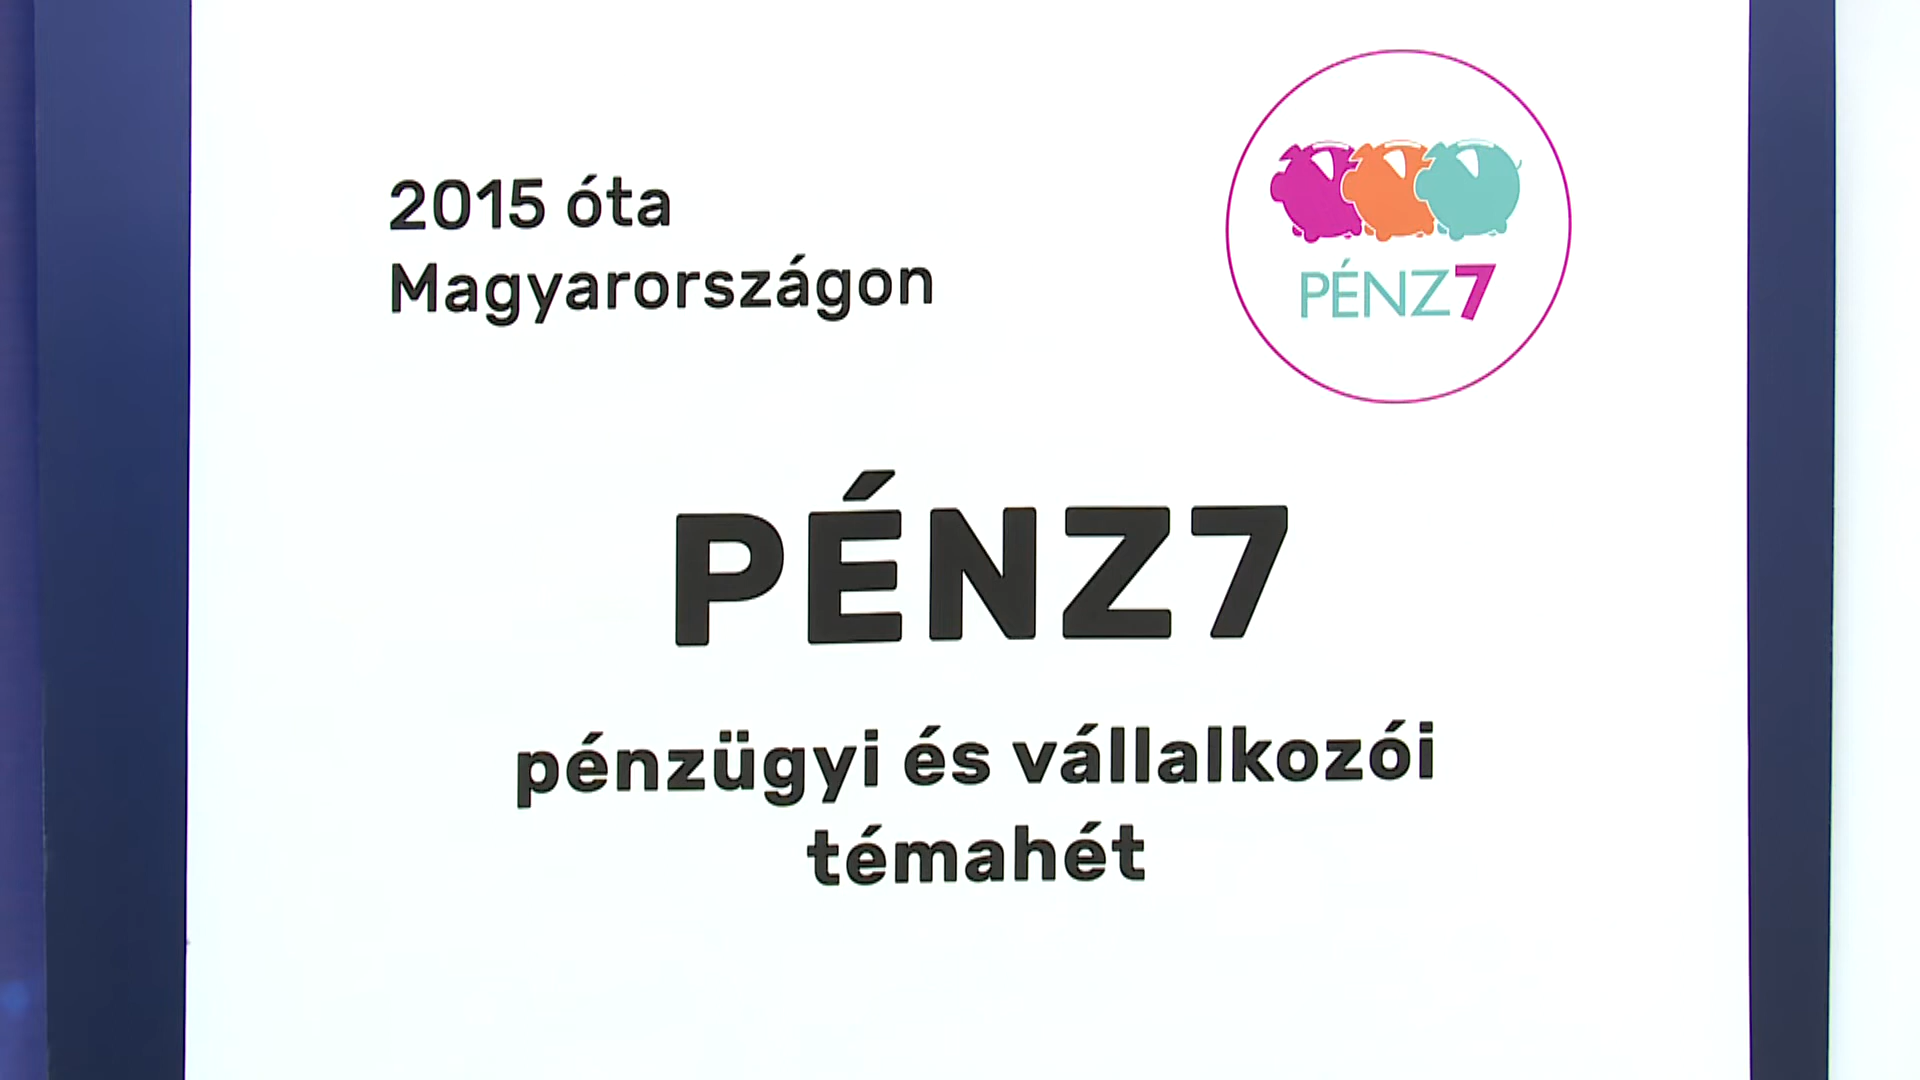 2015 óta
Magyarországon
PÉNZ7
PÉNZ7
pénzügyi és vállalkozói
témahét